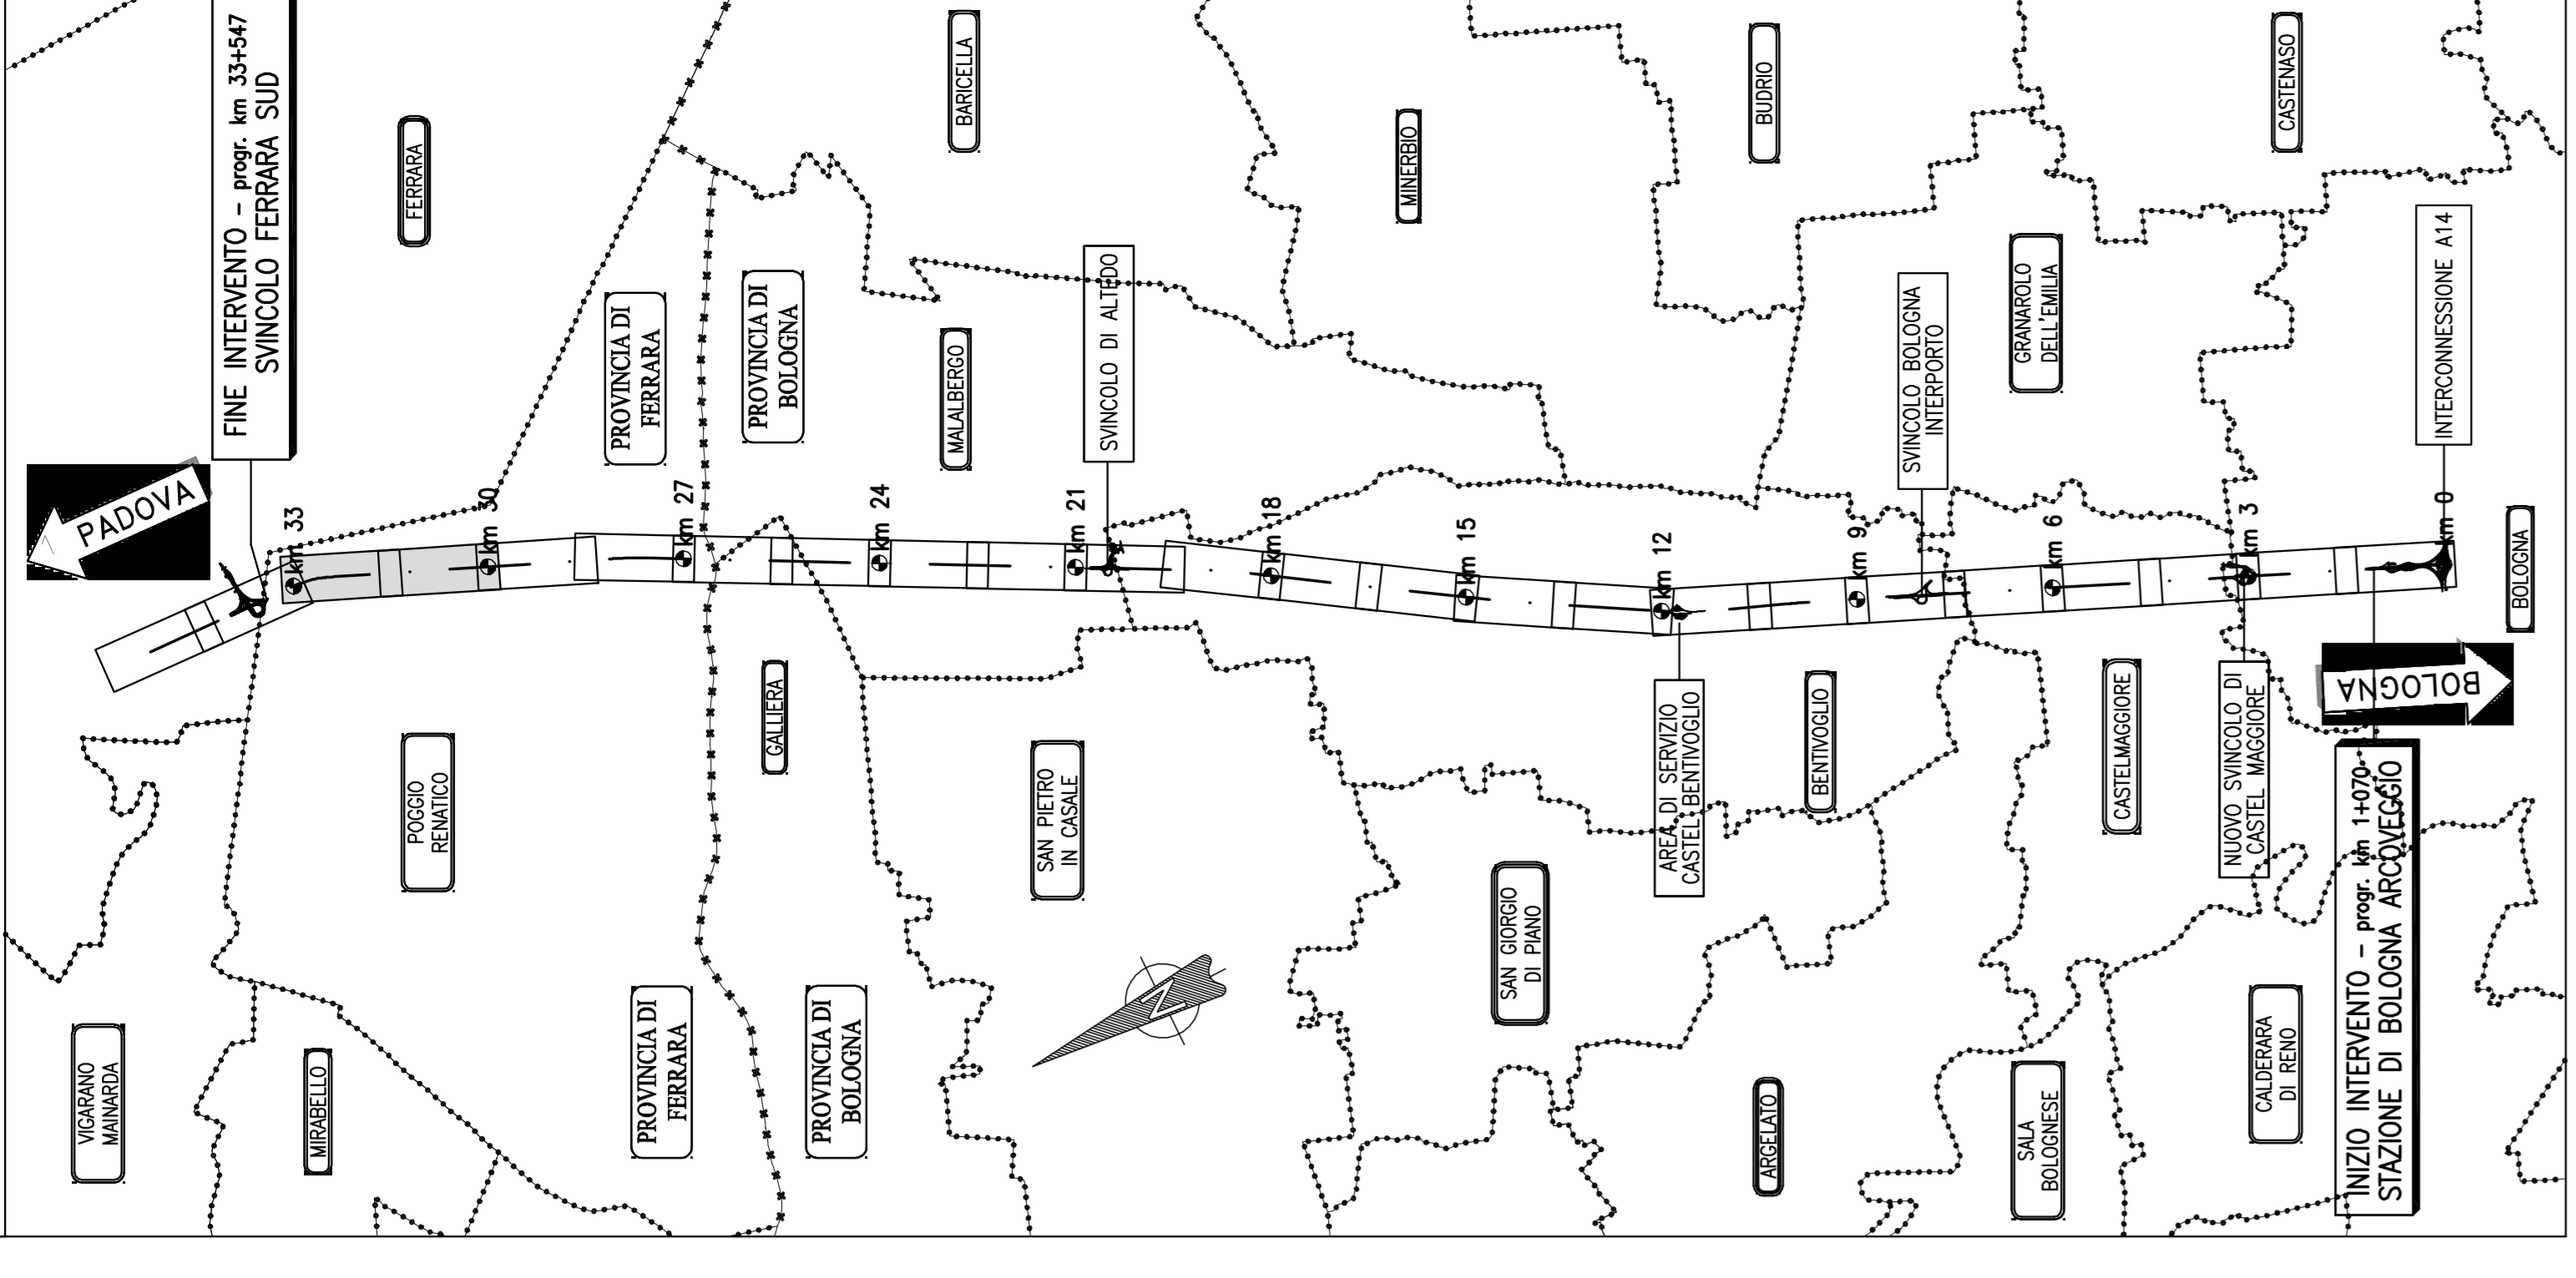 FINE INTERVENTO - progr. km 33+547
SVINCOLO FERRARA SUD
PADOVA
FERRARA
BARICELLA
MINERBIO
BUDRIO
CASTENASO
PROVINCIA DI
FERRARA
PROVINCIA DI
BOLOGNA
MALALBERGO
SVINCOLO DI ALTEDO
SVINCOLO BOLOGNA
INTERPORTO
GRANAROLO
DELL'EMILIA
INTERCONNESSIONE A14
km 33
km 30
km 27
km 24
km 21
km 18
km 15
km 12
km 9
km 6
km 3
km 0
BOLOGNA
BOLOGNA
POGGIO
RENATICO
GALLIERA
SAN PIETRO
IN CASALE
AREA DI SERVIZIO
CASTEL BENTIVOGLIO
BENTIVOGLIO
CASTELMAGGIORE
NUOVO SVINCOLO DI
CASTEL MAGGIORE
INIZIO INTERVENTO - progr. km 1+070
STAZIONE DI BOLOGNA ARCOVEGGIO
VIGARANO
MAINARDA
MIRABELLO
PROVINCIA DI
FERRARA
PROVINCIA DI
BOLOGNA
N
SAN GIORGIO
DI PIANO
ARGELATO
SALA
BOLOGNESE
CALDERARA
DI RENO